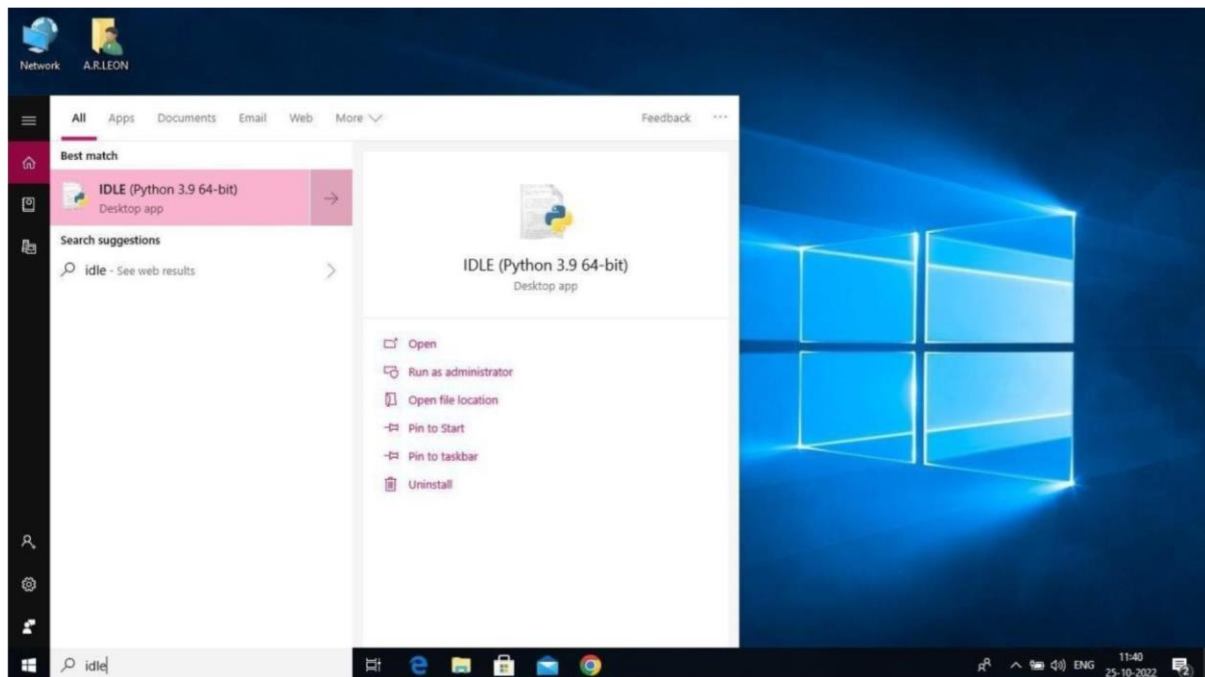 Network A.R.LEON
All Apps Documents Email Web More Feedback ...
Best match
IDLE (Python 3.9 64-bit)
Desktop app
Search suggestions
idle - See web results
IDLE (Python 3.9 64-bit)
Desktop app
Open
Run as administrator
Open file location
Pin to Start
Pin to taskbar
Uninstall
idle
ENG 11:40
25-10-2022
2